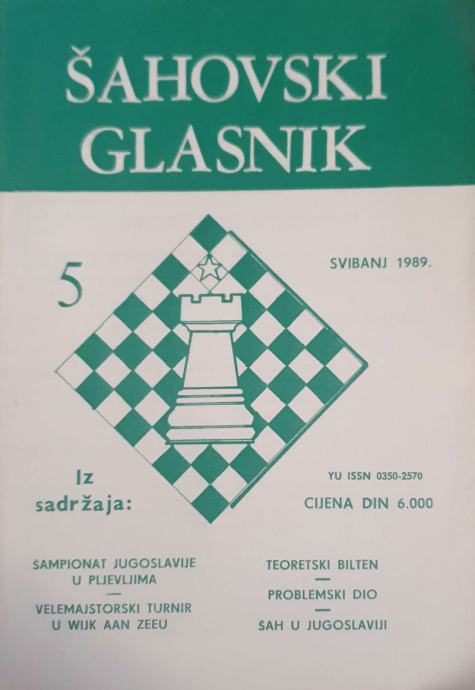 ŠAHOVSKI
GLASNIK
5
SVIBANJ 1989.
Iz
sadržaja:
YU ISSN 0350-2570
CIJENA DIN 6.000
ŠAMPIONAT JUGOSLAVIJE
U PLJEVLJIMA
VELEMAJSTORSKI TURNIR
U WIJK AAN ZEEU
TEORETSKI BILTEN
PROBLEMSKI DIO
ŠAH U JUGOSLAVIJI